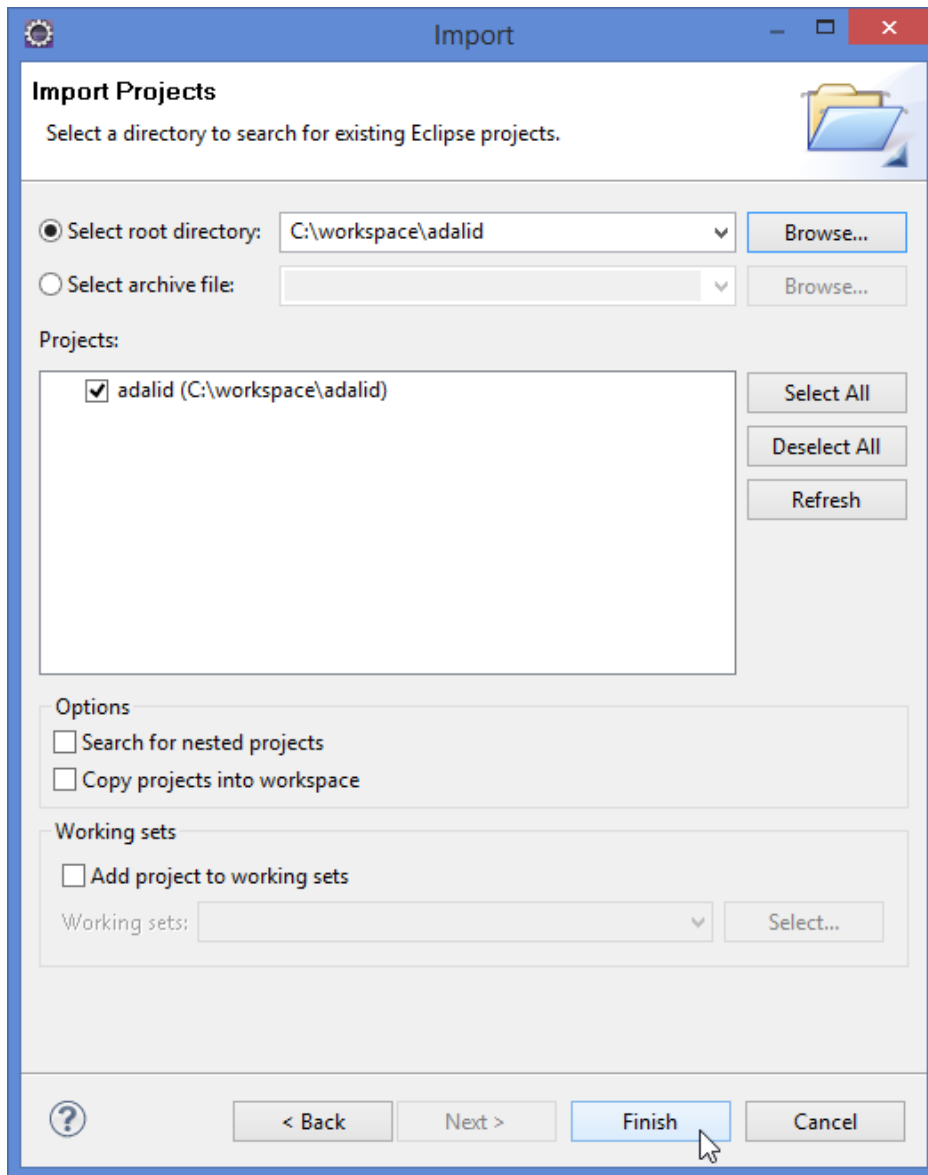 Import
Import Projects
Select a directory to search for existing Eclipse projects.
Select root directory: C:\workspace\adalid Browse...
Select archive file: Browse...
Projects:
adalid (C:\workspace\adalid)
Select All
Deselect All
Refresh
Options
Search for nested projects
Copy projects into workspace
Working sets
Add project to working sets
Working sets: Select...
? < Back Next > Finish Cancel